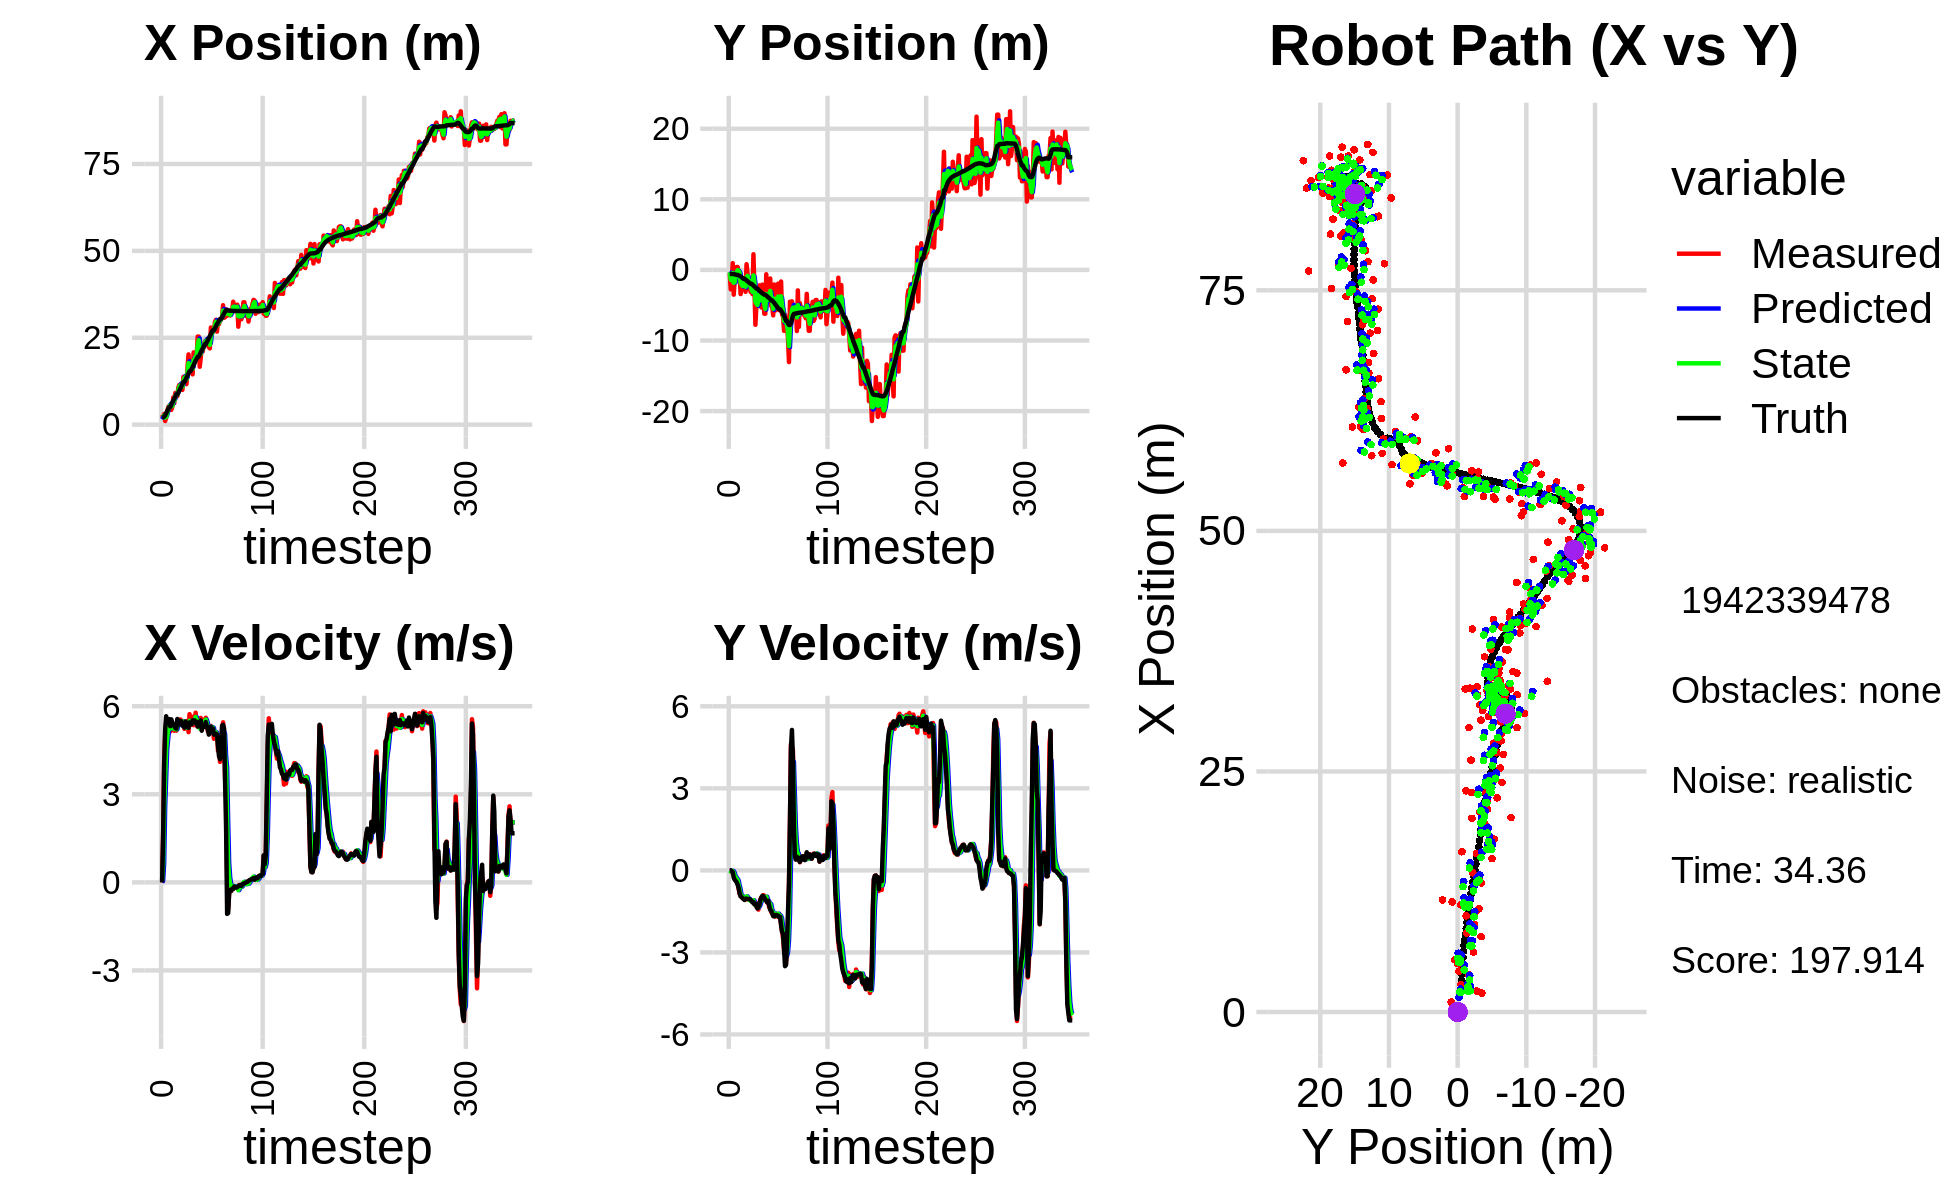 X Position (m)
75
50
25
0
0
100
200
300
timestep
Y Position (m)
20
10
0
-10
-20
0
100
200
300
timestep
X Velocity (m/s)
6
3
0
-3
0
100
200
300
timestep
Y Velocity (m/s)
6
3
0
-3
-6
0
100
200
300
timestep
Robot Path (X vs Y)
X Position (m)
75
50
25
0
20 10 0 -10 -20
Y Position (m)
variable
Measured
Predicted
State
Truth
1942339478
Obstacles: none
Noise: realistic
Time: 34.36
Score: 197.914